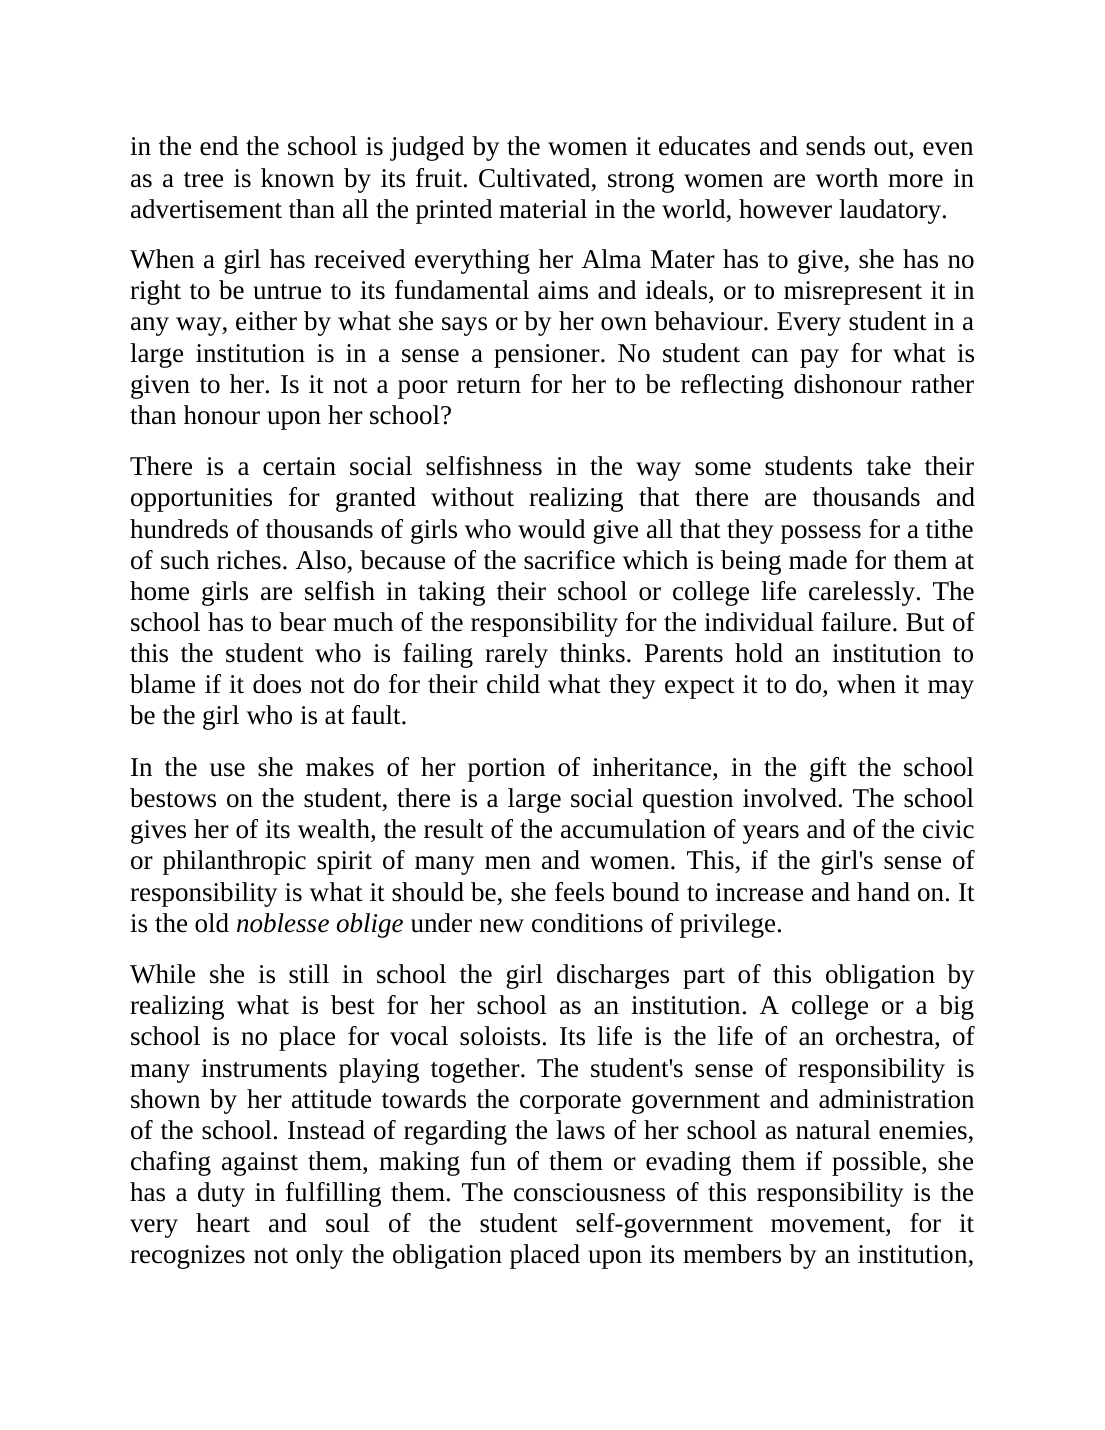 in the end the school is judged by the women it educates and sends out, even
as a tree is known by its fruit. Cultivated, strong women are worth more in
advertisement than all the printed material in the world, however laudatory.
When a girl has received everything her Alma Mater has to give, she has no
right to be untrue to its fundamental aims and ideals, or to misrepresent it in
any way, either by what she says or by her own behaviour. Every student in a
large institution is in a sense a pensioner. No student can pay for what is
given to her. Is it not a poor return for her to be reflecting dishonour rather
than honour upon her school?
There is a certain social selfishness in the way some students take their
opportunities for granted without realizing that there are thousands and
hundreds of thousands of girls who would give all that they possess for a tithe
of such riches. Also, because of the sacrifice which is being made for them at
home girls are selfish in taking their school or college life carelessly. The
school has to bear much of the responsibility for the individual failure. But of
this the student who is failing rarely thinks. Parents hold an institution to
blame if it does not do for their child what they expect it to do, when it may
be the girl who is at fault.
In the use she makes of her portion of inheritance, in the gift the school
bestows on the student, there is a large social question involved. The school
gives her of its wealth, the result of the accumulation of years and of the civic
or philanthropic spirit of many men and women. This, if the girl's sense of
responsibility is what it should be, she feels bound to increase and hand on. It
is the old noblesse oblige under new conditions of privilege.
While she is still in school the girl discharges part of this obligation by
realizing what is best for her school as an institution. A college or a big
school is no place for vocal soloists. Its life is the life of an orchestra, of
many instruments playing together. The student's sense of responsibility is
shown by her attitude towards the corporate government and administration
of the school. Instead of regarding the laws of her school as natural enemies,
chafing against them, making fun of them or evading them if possible, she
has a duty in fulfilling them. The consciousness of this responsibility is the
very heart and soul of the student self-government movement, for it
recognizes not only the obligation placed upon its members by an institution,